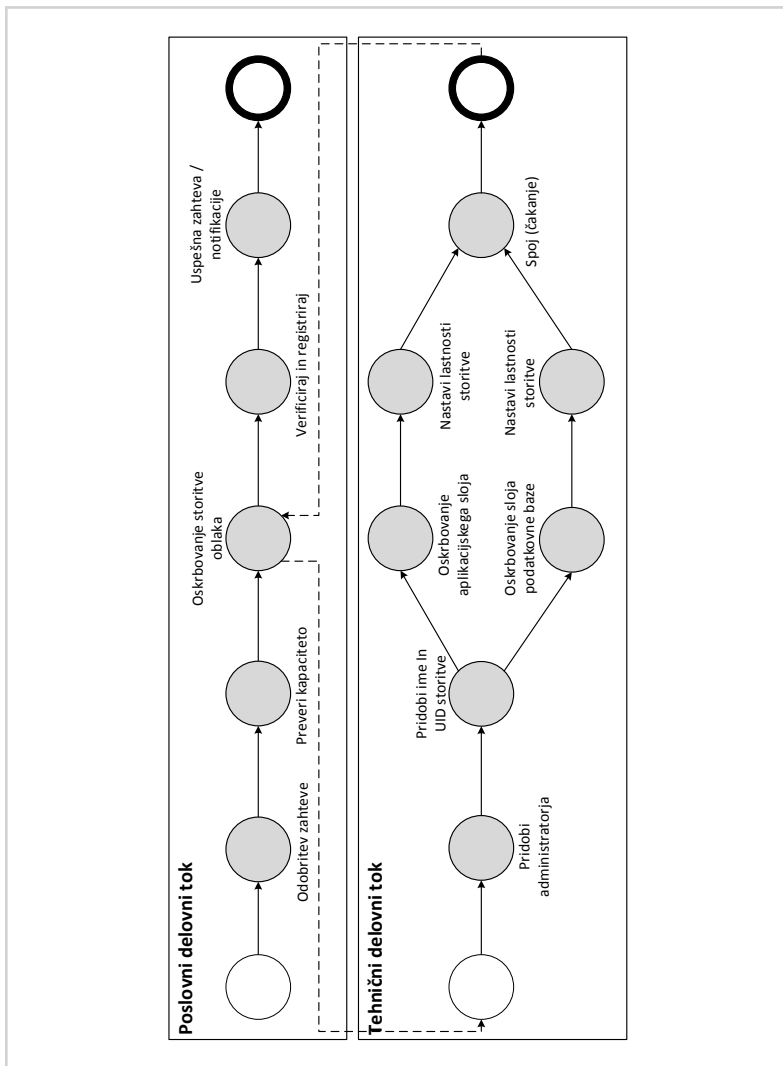 Poslovni delovni tok
Odobritev zahteve
Preveri kapaciteto
Oskrbovanje storitve
oblaka
Verificiraj in registriraj
Uspešna zahteva /
notifikacije
Tehnični delovni tok
Pridobi
administratorja
Pridobi ime In
UID storitve
Oskrbovanje
aplikacijskega sloja
Nastavi lastnosti
storitve
Oskrbovanje sloja
podatkovne baze
Nastavi lastnosti
storitve
Spoj (čakanje)